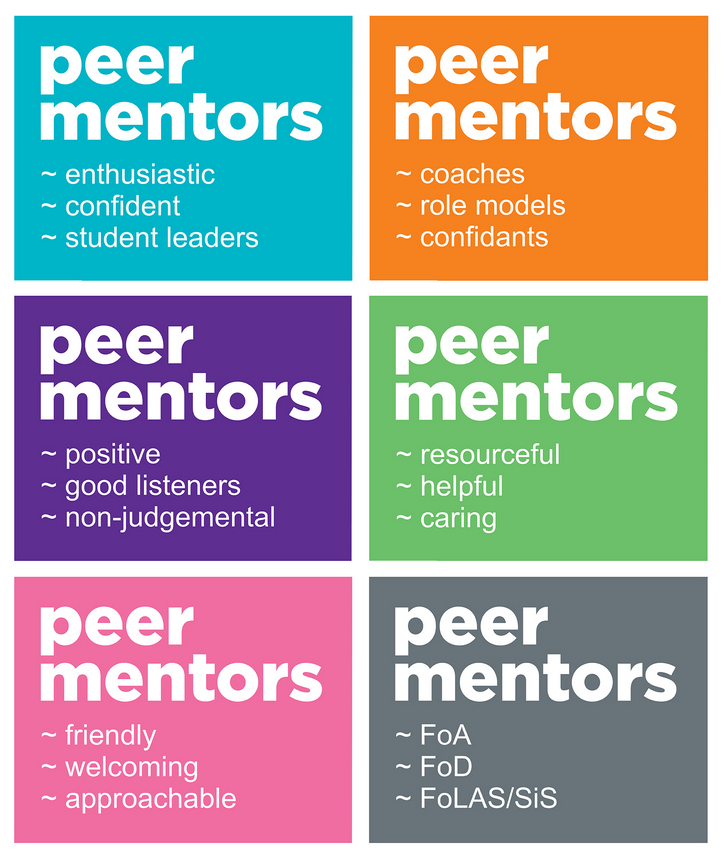 peer
mentors
~ enthusiastic
~ confident
~ student leaders
peer
mentors
~ coaches
~ role models
~ confidants
peer
mentors
~ positive
~ good listeners
~ non-judgemental
peer
mentors
~ resourceful
~ helpful
~ caring
peer
mentors
~ friendly
~ welcoming
~ approachable
peer
mentors
~ FoA
~ FoD
~ FoLAS/SiS